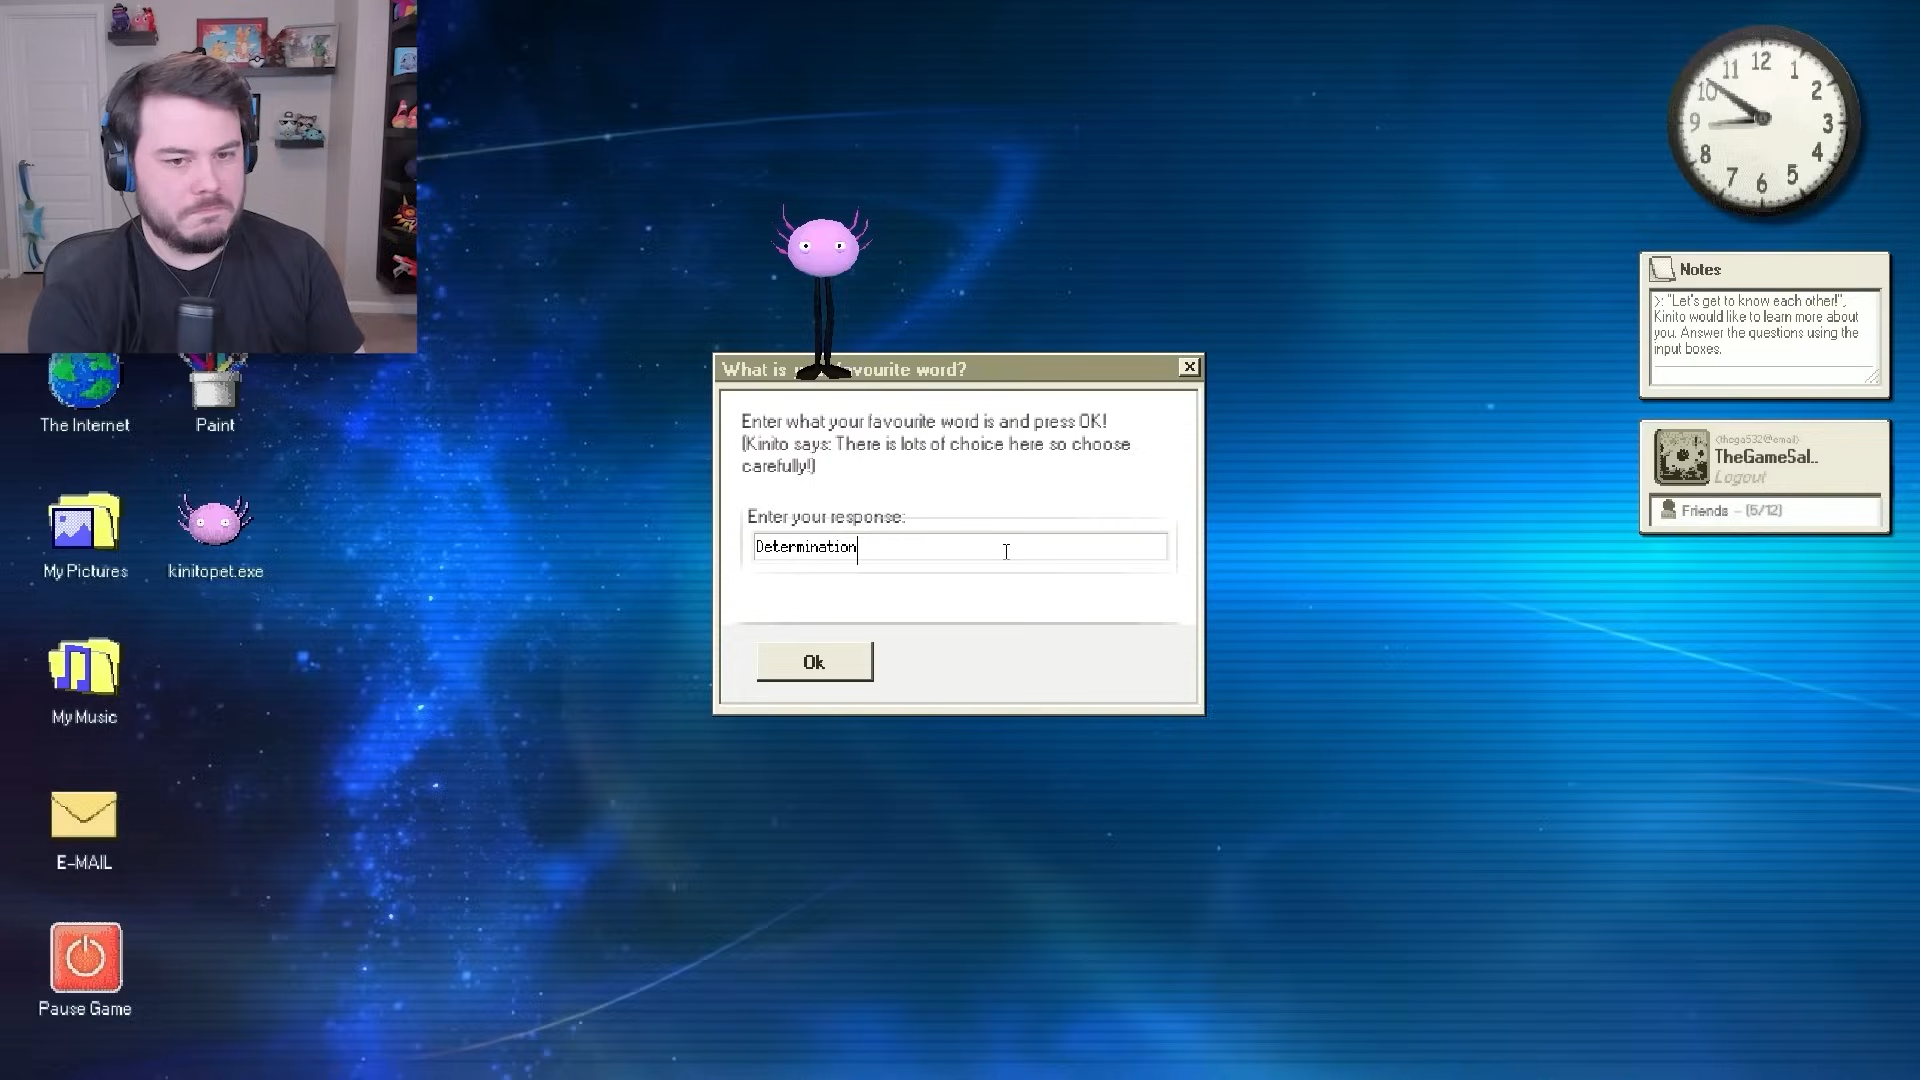 The Internet
Paint
My Pictures
kinitopet.exe
My Music
E-MAIL
Pause Game
What is
vourite word?
Enter what your favourite word is and press OK!
(Kinito says: There is lots of choice here so choose
carefully!)
Enter your response:
Determination
Ok
12
1
2
3
4
5
6
7
8
9
10
11
Notes
>: "Let's get to know each other!",
Kinito would like to learn more about
you. Answer the questions using the
input boxes.
<thega532@email>
TheGameSal..
Logout
Friends - (5/12)